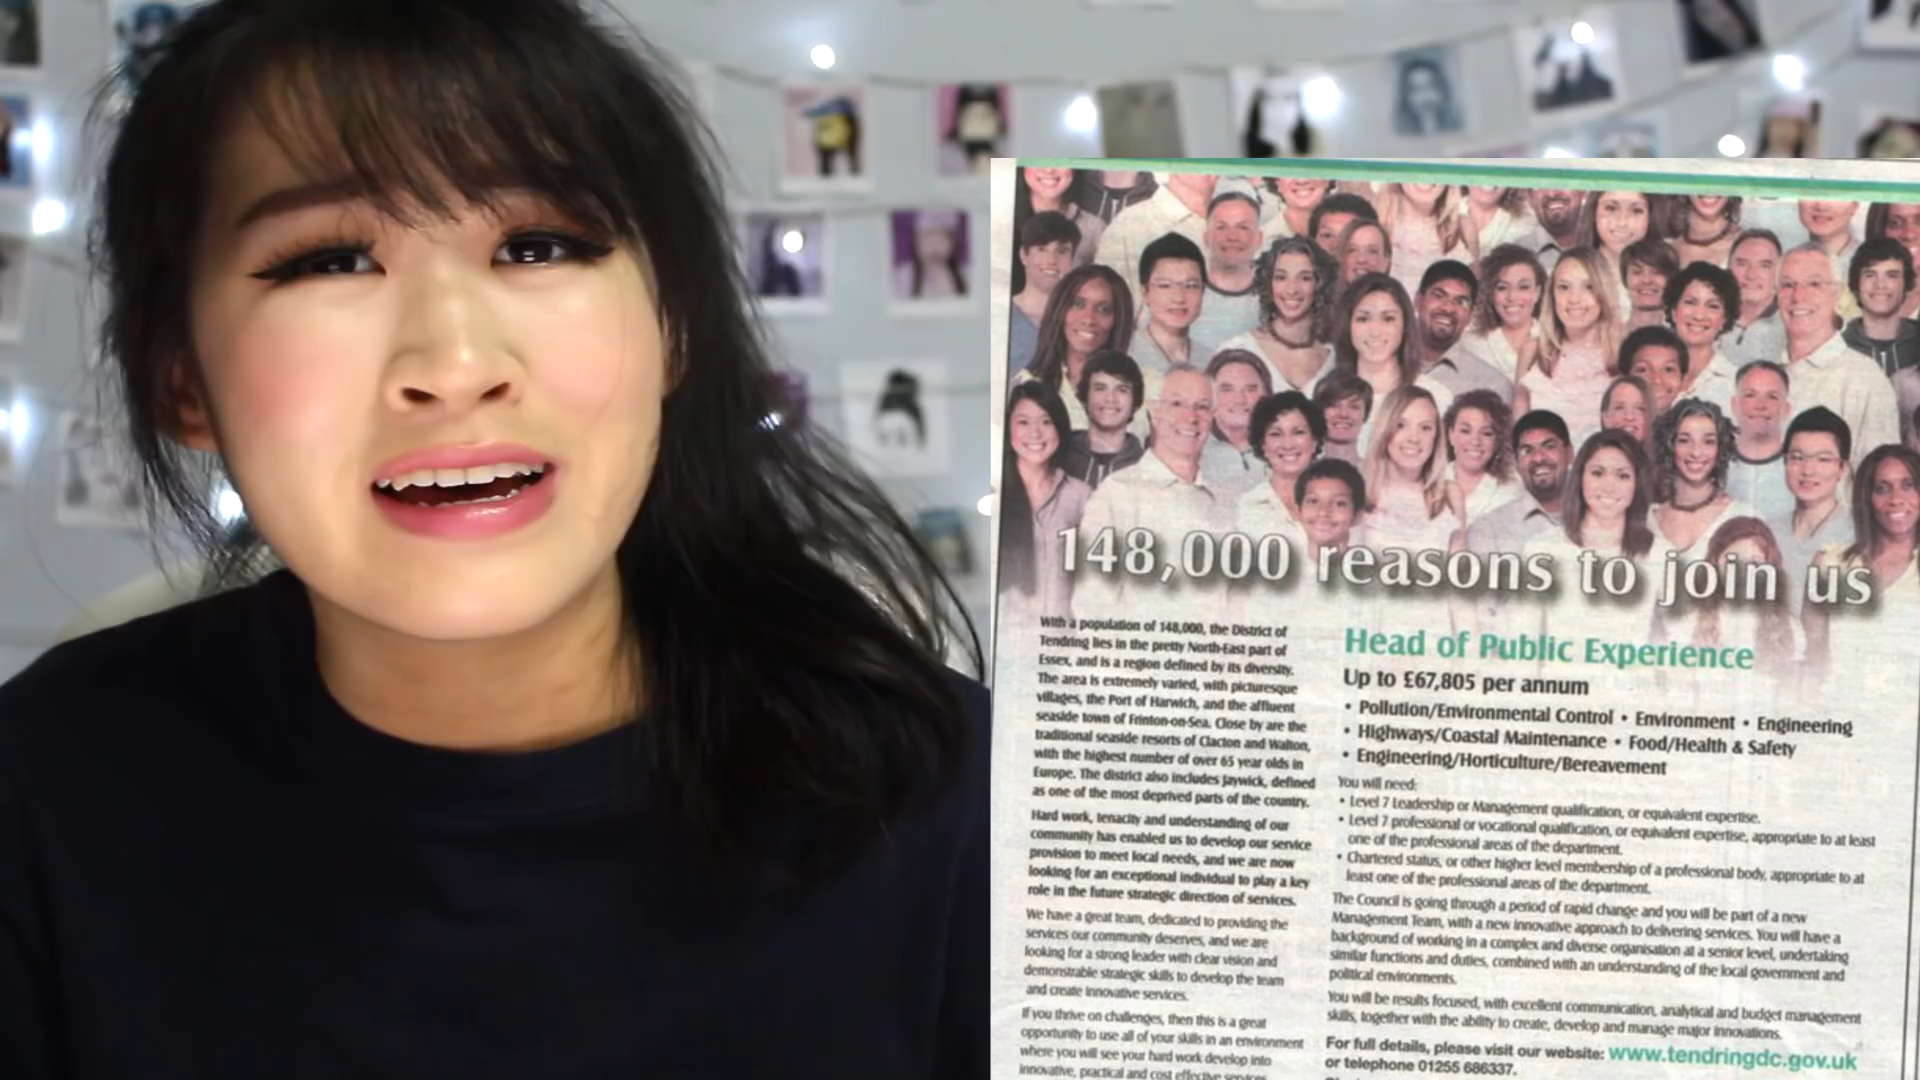 148,000 reasons to join us
With a population of 148,000, the District of
Tendring lies in the pretty North-East part of
Essex, and is a region defined by its diversity.
The area is extremely varied, with picturesque
villages, the Port of Harwich, and the affluent
seaside town of Frinton-on-Sea. Close by are the
traditional seaside resorts of Clacton and Walton,
with the highest number of over 65 year olds in
Europe. The district also includes Jaywick, defined
as one of the most deprived parts of the country.
Hard work, tenacity and understanding of our
community has enabled us to develop our service
provision to meet local needs, and we are now
looking for an exceptional individual to play a key
role in the future strategic direction of services.
We have a great team, dedicated to providing the
services our community deserves, and we are
looking for a strong leader with clear vision and
demonstrable strategic skills to develop the team
and create innovative services.
If you thrive on challenges, then this is a great
opportunity to use all of your skills in an environment
where you will see your hard work develop into
innovative, practical and cost effective services
Head of Public Experience
Up to £67,805 per annum
• Pollution/Environmental Control • Environment • Engineering
• Highways/Coastal Maintenance • Food/Health & Safety
• Engineering/Horticulture/Bereavement
You will need:
• Level 7 Leadership or Management qualification, or equivalent expertise.
• Level 7 professional or vocational qualification, or equivalent expertise, appropriate to at least
one of the professional areas of the department.
• Chartered status, or other higher level membership of a professional body, appropriate to at
least one of the professional areas of the department.
The Council is going through a period of rapid change and you will be part of a new
Management Team, with a new innovative approach to delivering services. You will have a
background of working in a complex and diverse organisation at a senior level, undertaking
similar functions and duties, combined with an understanding of the local government and
political environments.
You will be results focused, with excellent communication, analytical and budget management
skills, together with the ability to create, develop and manage major innovations.
For full details, please visit our website: www.tendringdc.gov.uk
or telephone 01255 686337.